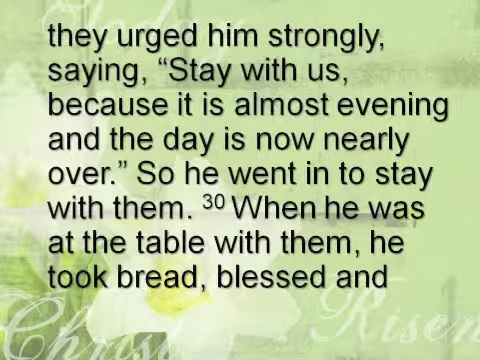 they urged him strongly,
saying, “Stay with us,
because it is almost evening
and the day is now nearly
over.” So he went in to stay
with them. 30 When he was
at the table with them, he
took bread, blessed and
Christ
Risen